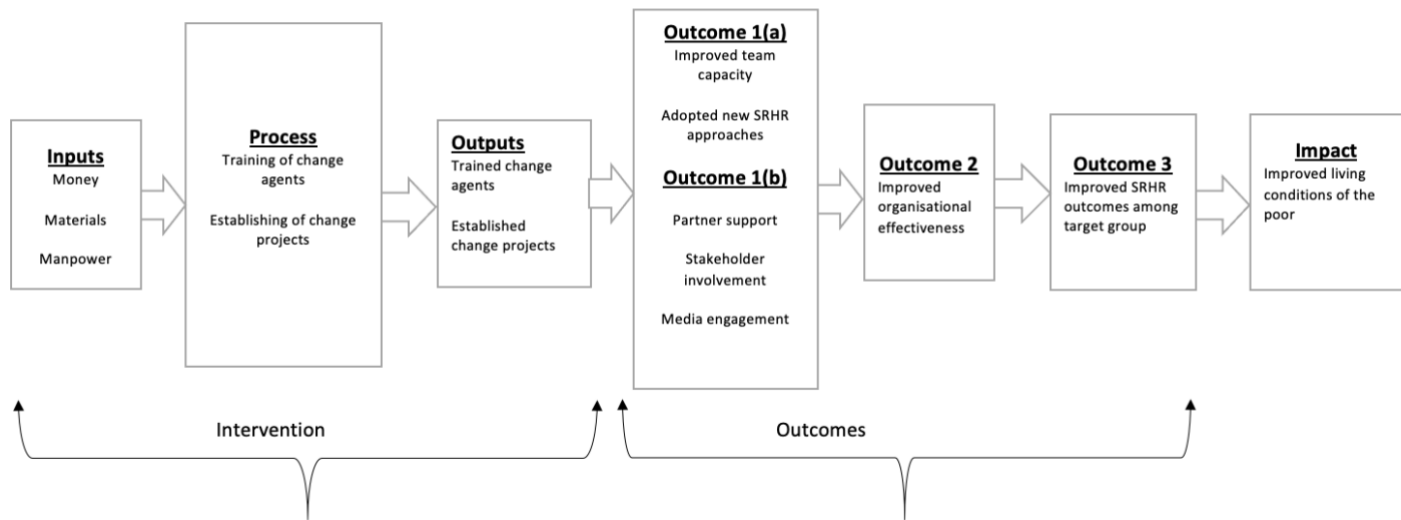 Inputs
Money
Materials
Manpower
Process
Training of change
agents
Establishing of change
projects
Outputs
Trained change
agents
Established
change projects
Outcome 1(a)
Improved team
capacity
Adopted new SRHR
approaches
Outcome 1(b)
Partner support
Stakeholder
involvement
Media engagement
Outcome 2
Improved
organisational
effectiveness
Outcome 3
Improved SRHR
outcomes among
target group
Impact
Improved living
conditions of the
poor
Intervention
Outcomes